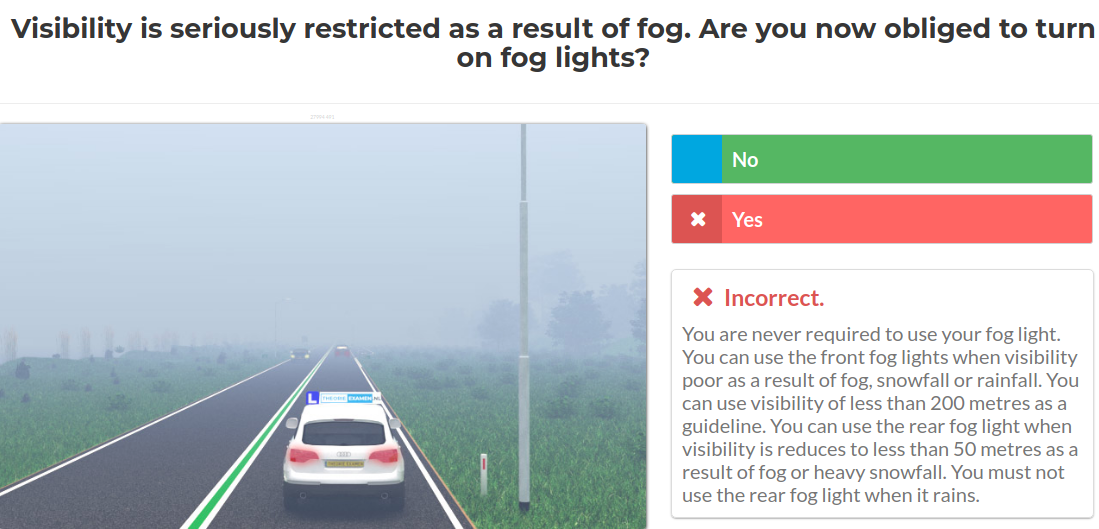 Visibility is seriously restricted as a result of fog. Are you now obliged to turn
on fog lights?
No
Yes
L THEORIE EXAMEN.NL
Incorrect.
You are never required to use your fog light.
You can use the front fog lights when visibility
poor as a result of fog, snowfall or rainfall. You
can use visibility of less than 200 metres as a
guideline. You can use the rear fog light when
visibility is reduces to less than 50 metres as a
result of fog or heavy snowfall. You must not
use the rear fog light when it rains.